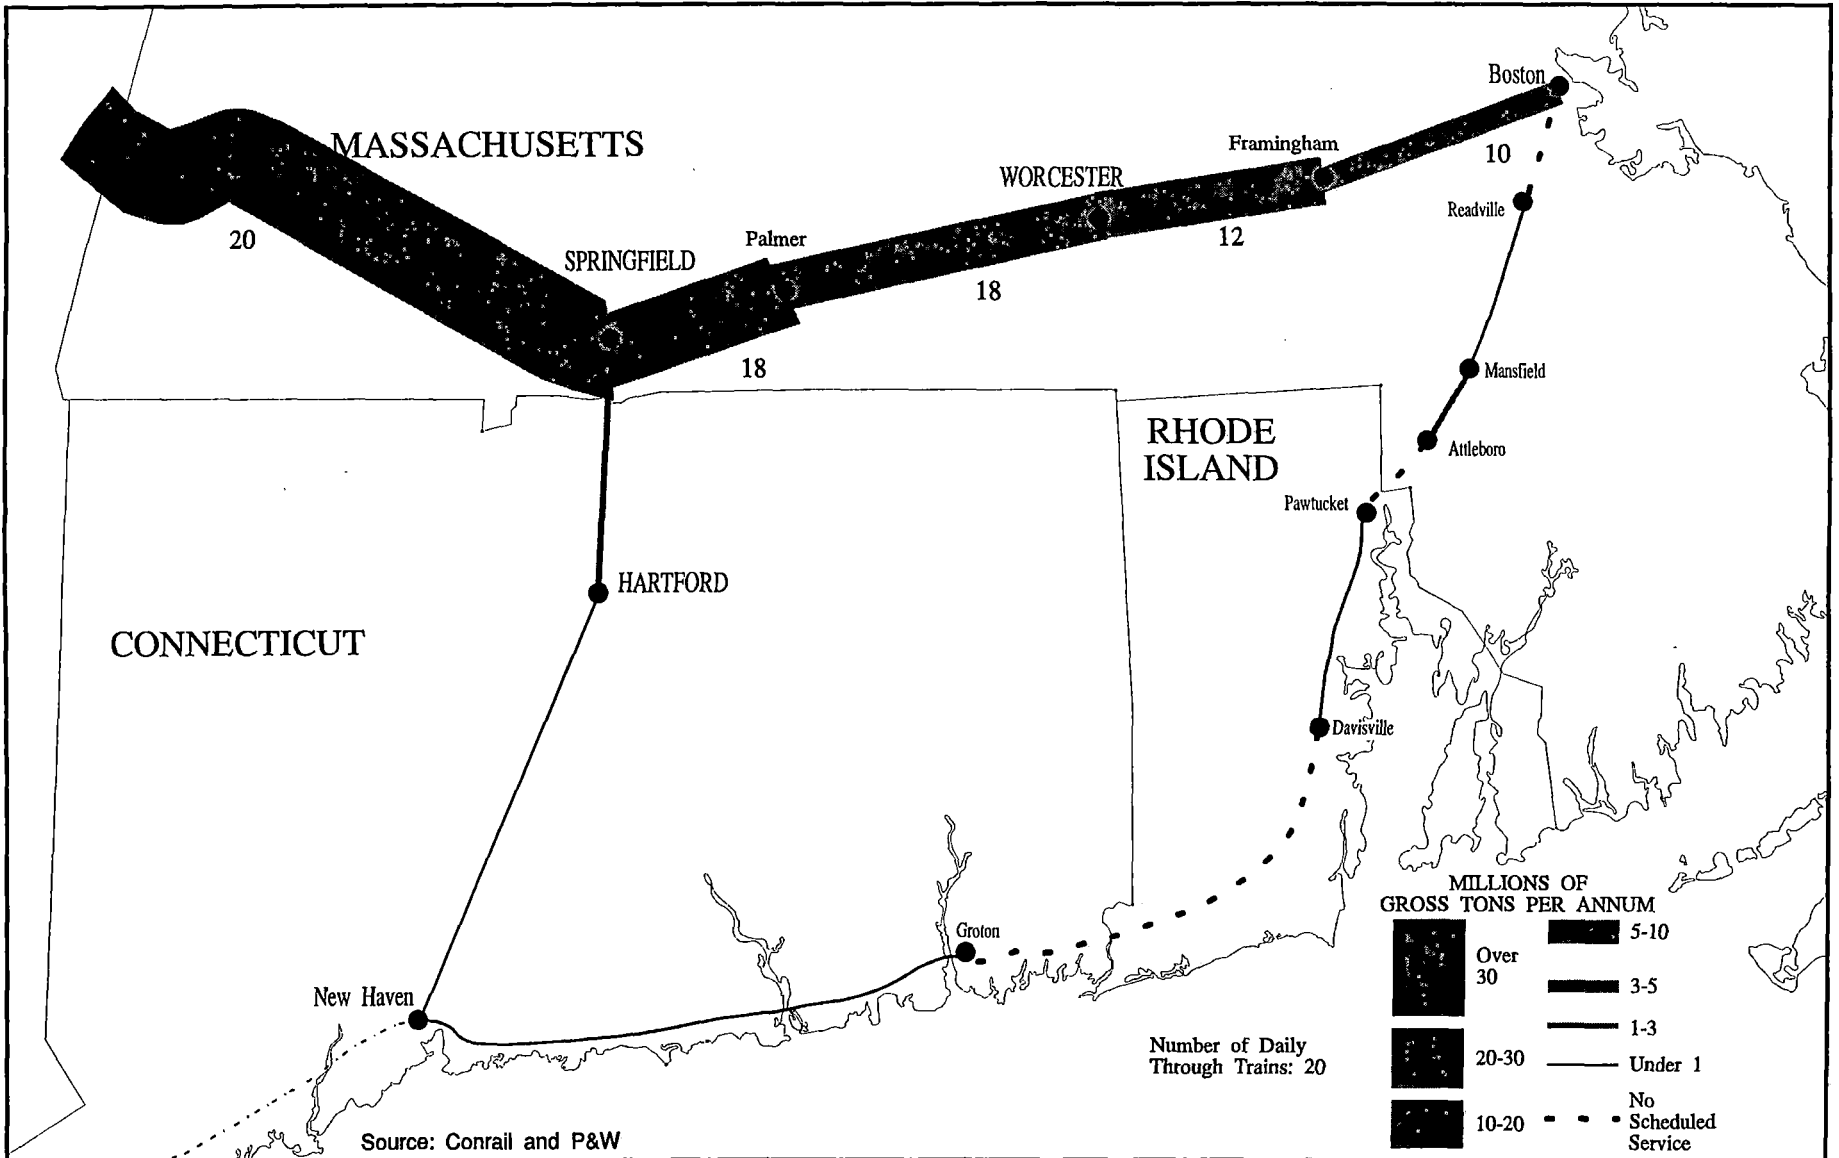 Boston
MASSACHUSETTS
Framingham
10
WORCESTER
Readville
20
Palmer
12
SPRINGFIELD
18
18
Mansfield
RHODE
ISLAND
Attleboro
Pawtucket
HARTFORD
CONNECTICUT
Davisville
Groton
New Haven
MILLIONS OF
GROSS TONS PER ANNUM
Over
30
5-10
3-5
1-3
20-30
Under 1
10-20
No
Scheduled
Service
Number of Daily
Through Trains: 20
Source: Conrail and P&W